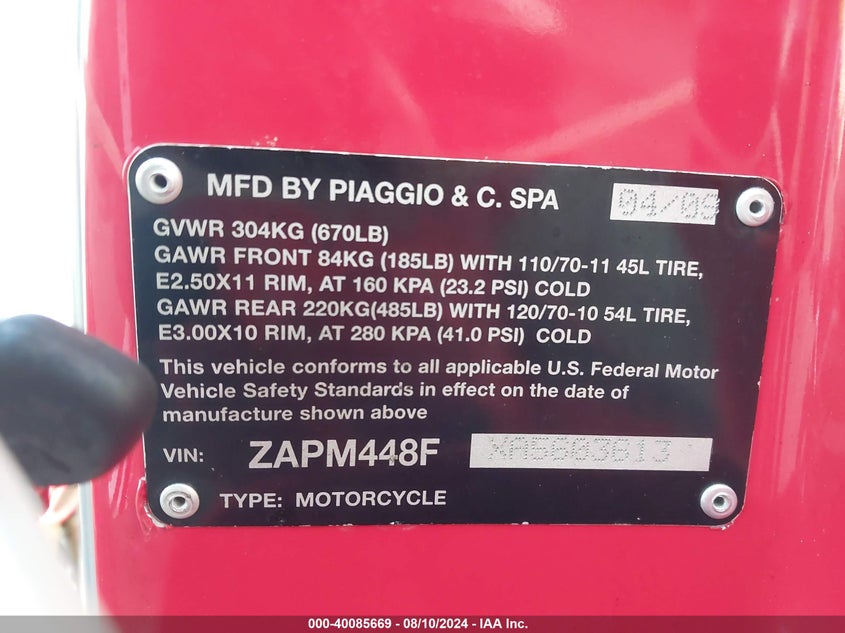 MFD BY PIAGGIO & C. SPA 04/09
GVWR 304KG (670LB)
GAWR FRONT 84KG (185LB) WITH 110/70-11 45L TIRE,
E2.50X11 RIM, AT 160 KPA (23.2 PSI) COLD
GAWR REAR 220KG(485LB) WITH 120/70-10 54L TIRE,
E3.00X10 RIM, AT 280 KPA (41.0 PSI) COLD
This vehicle conforms to all applicable U.S. Federal Motor
Vehicle Safety Standards in effect on the date of
manufacture shown above
VIN: ZAPM448F XA5003613
TYPE: MOTORCYCLE
000-40085669 - 08/10/2024 - IAA Inc.